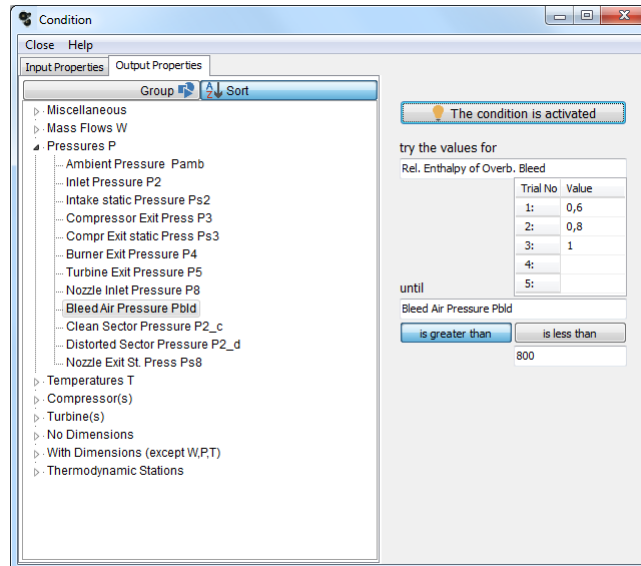 Condition
Close Help
Input Properties Output Properties
Group Sort
Miscellaneous
Mass Flows W
Pressures P
Ambient Pressure Pamb
Inlet Pressure P2
Intake static Pressure Ps2
Compressor Exit Press P3
Compr Exit static Press Ps3
Burner Exit Pressure P4
Turbine Exit Pressure P5
Nozzle Inlet Pressure P8
Bleed Air Pressure Pbld
Clean Sector Pressure P2_c
Distorted Sector Pressure P2_d
Nozzle Exit St. Press Ps8
Temperatures T
Compressor(s)
Turbine(s)
No Dimensions
With Dimensions (except W,P,T)
Thermodynamic Stations
The condition is activated
try the values for
Rel. Enthalpy of Overb. Bleed
Trial No Value
1: 0,6
2: 0,8
3: 1
4:
5:
until
Bleed Air Pressure Pbld
is greater than is less than
800